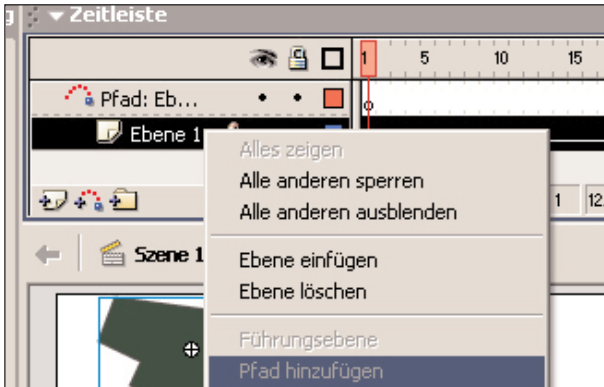 Zeitleiste
1 5 10 15
Pfad: Eb...
Ebene 1
Alles zeigen
Alle anderen sperren
1 12.
Alle anderen ausblenden
Szene 1
Ebene einfügen
Ebene löschen
Führungsebene
Pfad hinzufügen